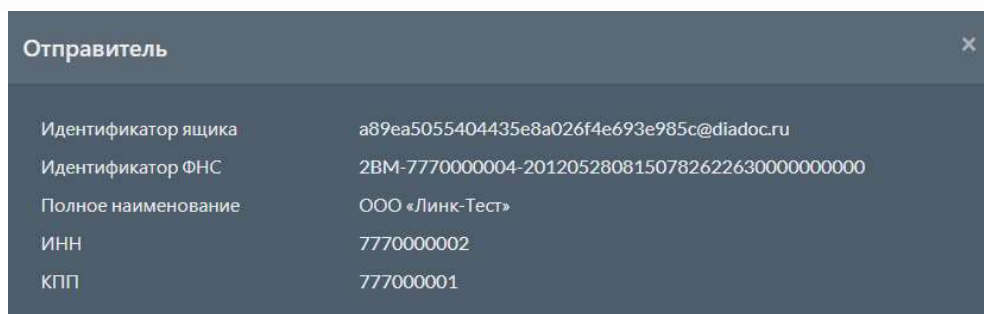 Отправитель ×
Идентификатор ящика a89ea5055404435e8a026f4e693e985c@diadoc.ru
Идентификатор ФНС 2BM-7770000004-201205280815078262263000000000
Полное наименование ООО «Линк-Тест»
ИНН 7770000002
КПП 777000001